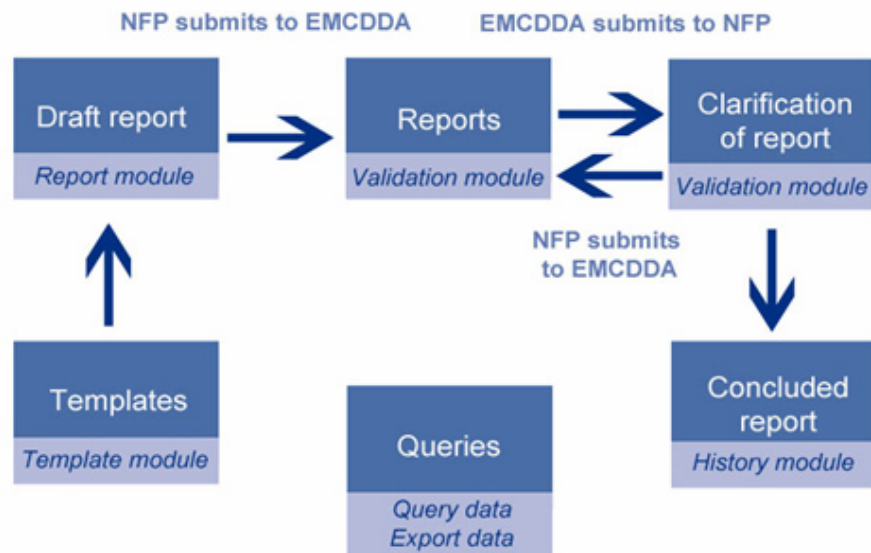 NFP submits to EMCDDA
EMCDDA submits to NFP
Draft report
Report module
Reports
Validation module
Clarification
of report
Validation module
NFP submits
to EMCDDA
Templates
Template module
Queries
Query data
Export data
Concluded
report
History module